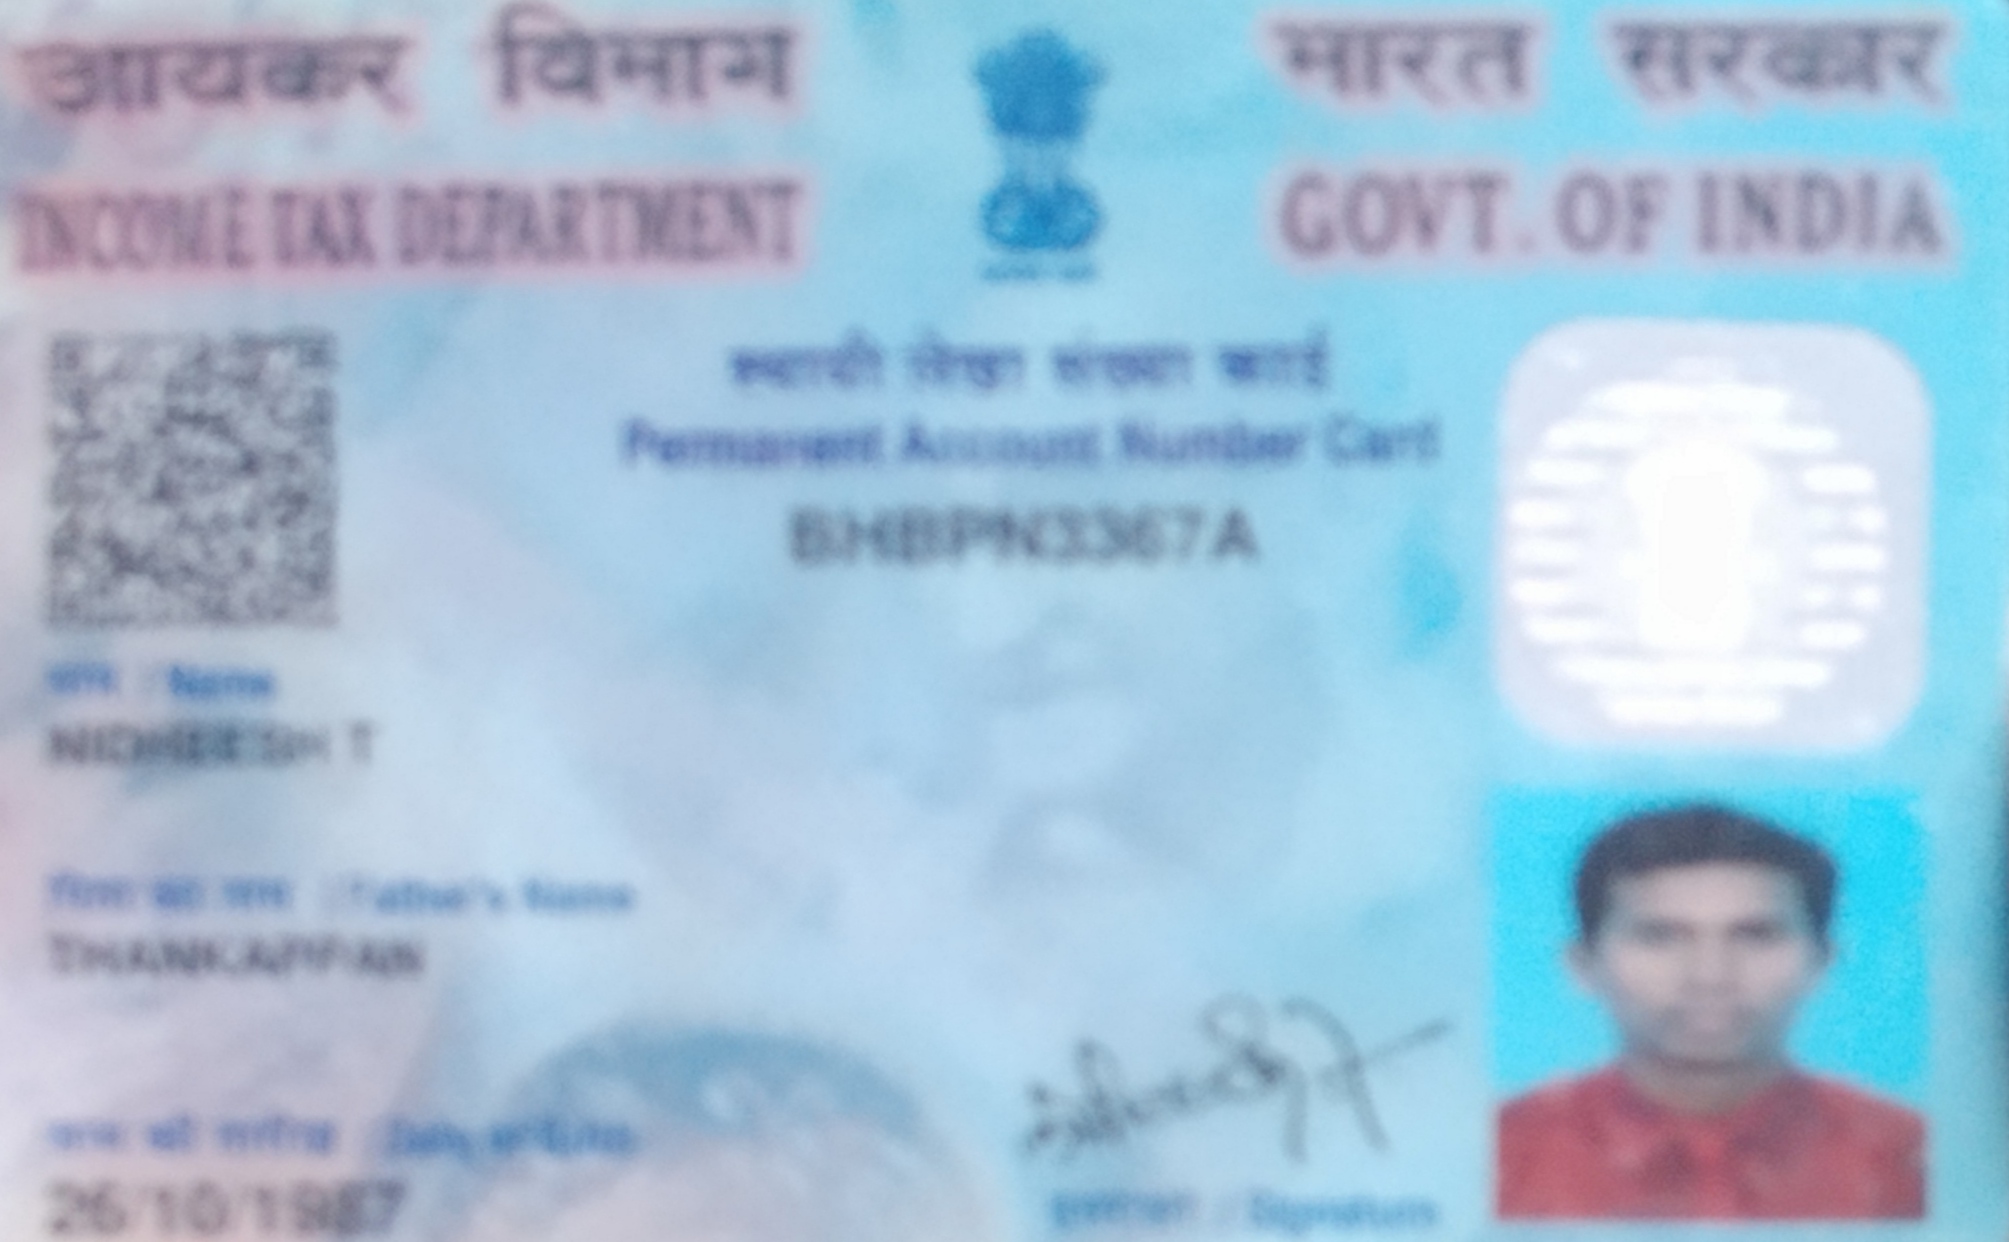 आयकर विभाग
भारत सरकार
INCOME TAX DEPARTMENT
GOVT. OF INDIA
स्थायी लेखा संख्या कार्ड
Permanent Account Number Card
BHBPN3367A
नाम / Name
NIDHEESH T
पिता का नाम / Father's Name
THANKAPPAN
जन्म की तारीख / Date of Birth
26/10/1987
हस्ताक्षर / Signature